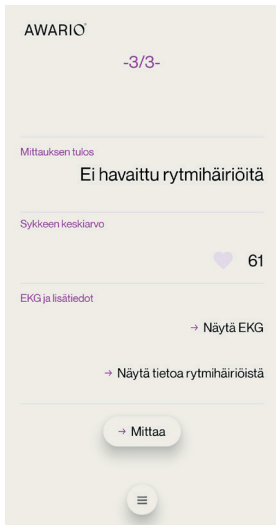 AWARIO
-3/3-
Mittauksen tulos
Ei havaittu rytmihäiriöitä
Sykkeen keskiarvo
61
EKG ja lisätiedot
→ Näytä EKG
→ Näytä tietoa rytmihäiriöistä
→ Mittaa